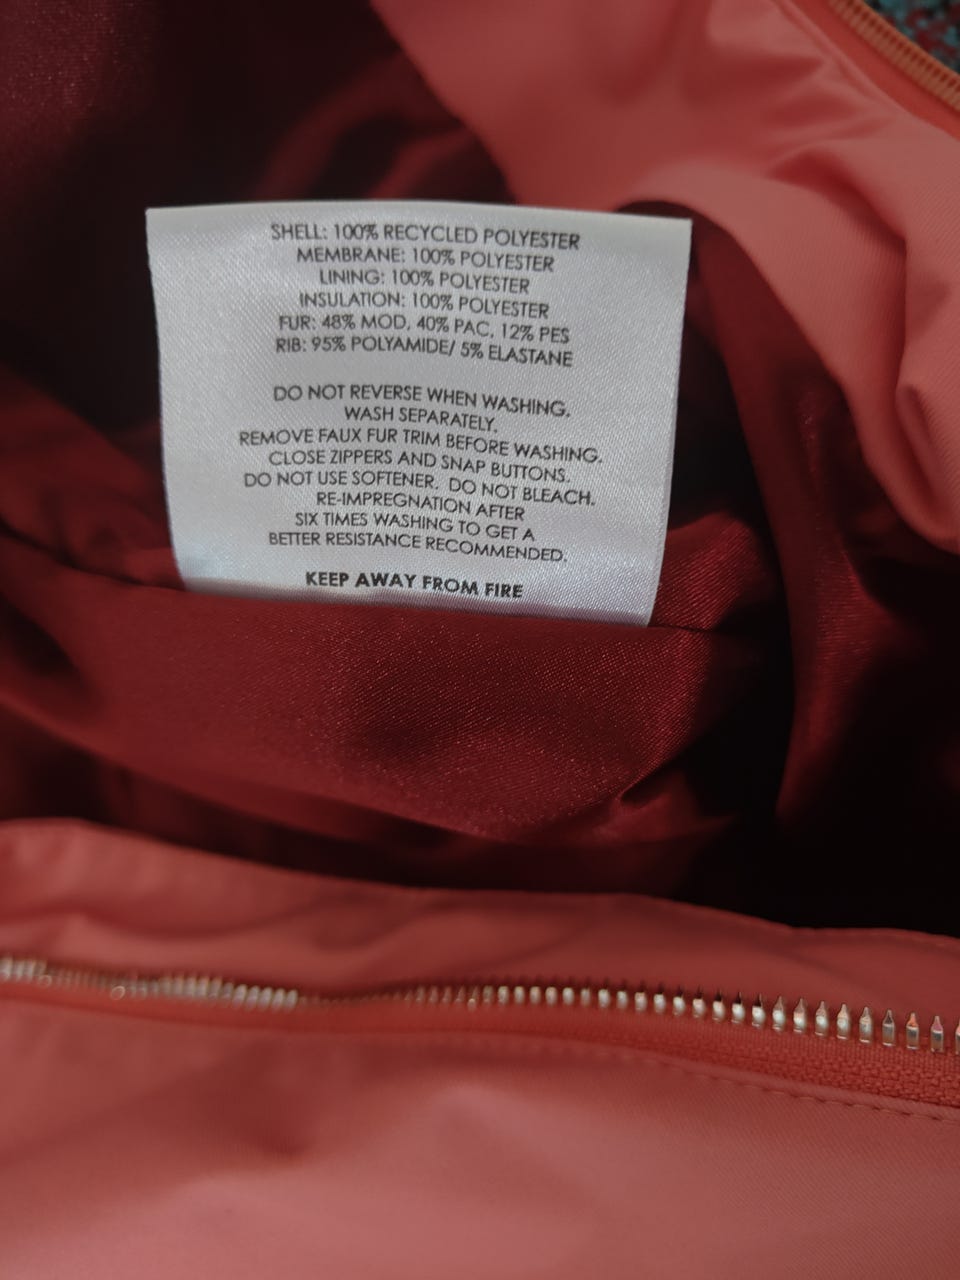 SHELL: 100% RECYCLED POLYESTER
MEMBRANE: 100% POLYESTER
LINING: 100% POLYESTER
INSULATION: 100% POLYESTER
FUR: 48% MOD, 40% PAC, 12% PES
RIB: 95% POLYAMIDE/ 5% ELASTANE
DO NOT REVERSE WHEN WASHING.
WASH SEPARATELY.
REMOVE FAUX FUR TRIM BEFORE WASHING.
CLOSE ZIPPERS AND SNAP BUTTONS.
DO NOT USE SOFTENER. DO NOT BLEACH.
RE-IMPREGNATION AFTER
SIX TIMES WASHING TO GET A
BETTER RESISTANCE RECOMMENDED.
KEEP AWAY FROM FIRE